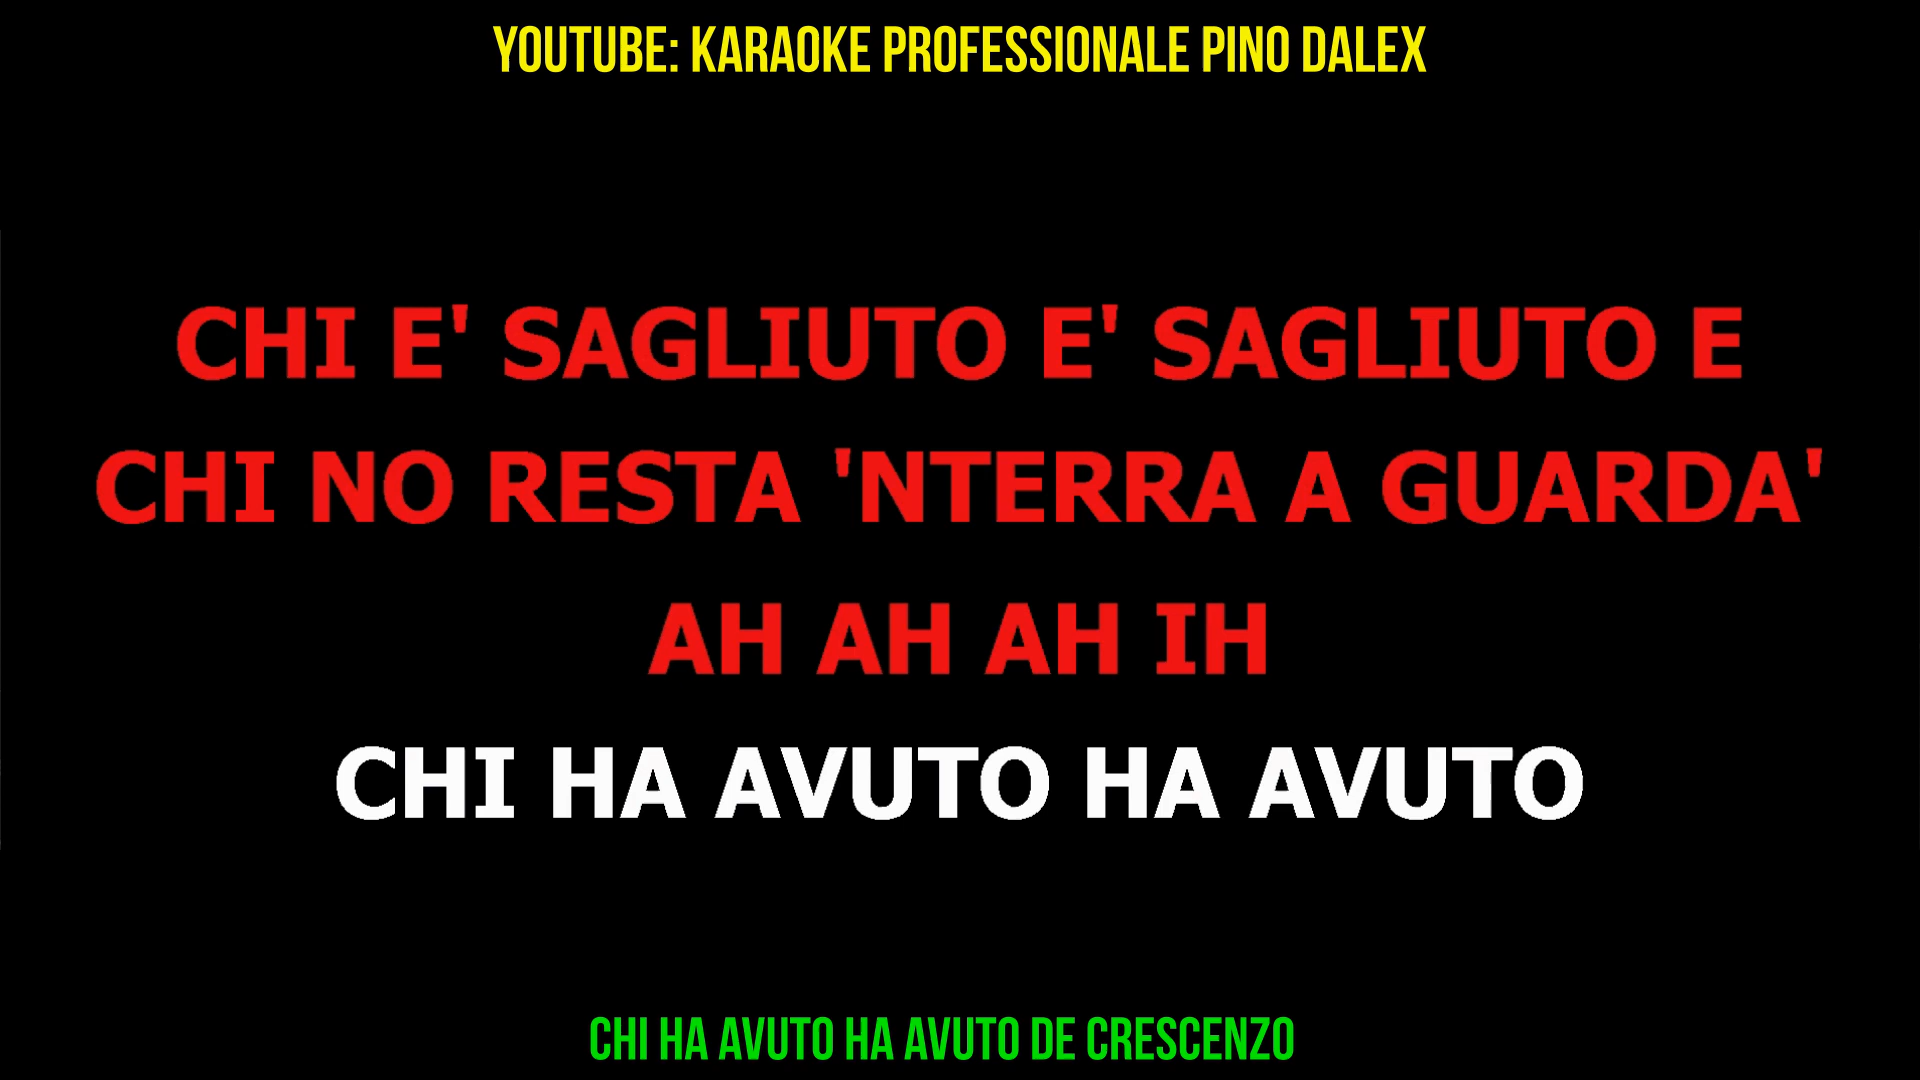 YOUTUBE: KARAOKE PROFESSIONALE PINO DALEX
CHI E' SAGLIUTO E' SAGLIUTO E
CHI NO RESTA 'NTERRA A GUARDA'
AH AH AH IH
CHI HA AVUTO HA AVUTO
CHI HA AVUTO HA AVUTO DE CRESCENZO